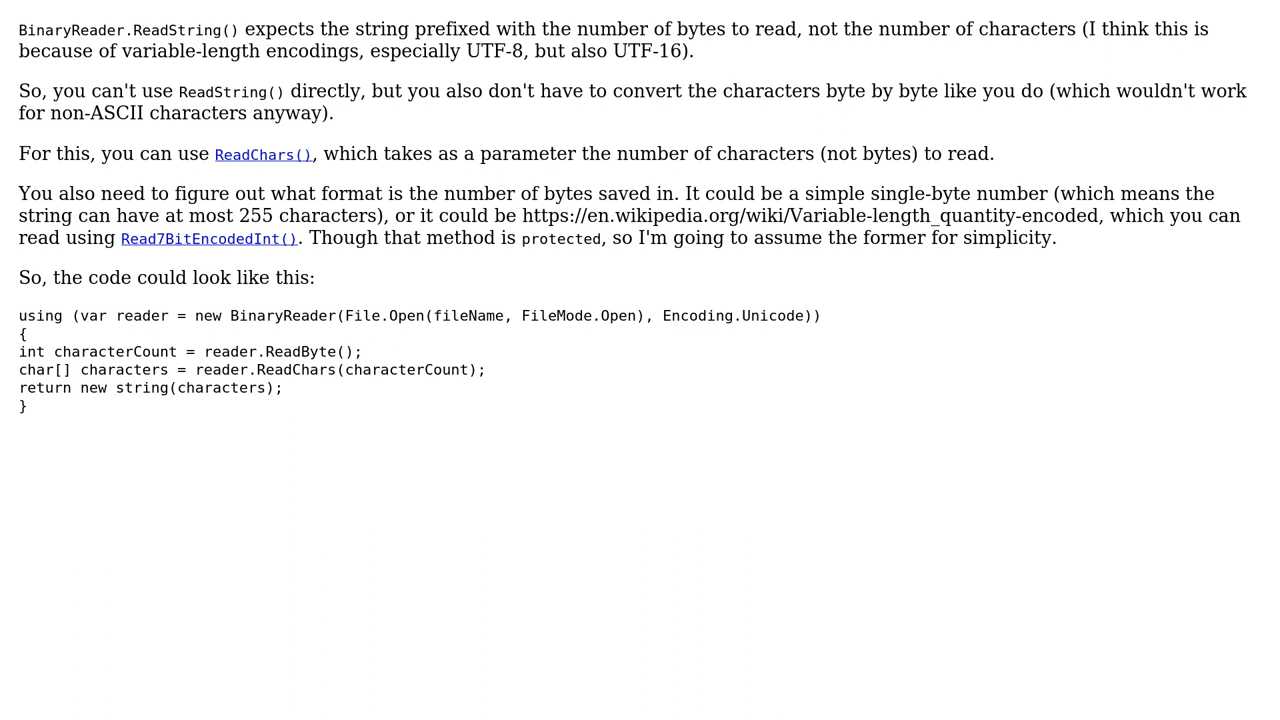 BinaryReader.ReadString() expects the string prefixed with the number of bytes to read, not the number of characters (I think this is
because of variable-length encodings, especially UTF-8, but also UTF-16).
So, you can't use ReadString() directly, but you also don't have to convert the characters byte by byte like you do (which wouldn't work
for non-ASCII characters anyway).
For this, you can use ReadChars(), which takes as a parameter the number of characters (not bytes) to read.
You also need to figure out what format is the number of bytes saved in. It could be a simple single-byte number (which means the
string can have at most 255 characters), or it could be https://en.wikipedia.org/wiki/Variable-length_quantity-encoded, which you can
read using Read7BitEncodedInt(). Though that method is protected, so I'm going to assume the former for simplicity.
So, the code could look like this:
using (var reader = new BinaryReader(File.Open(fileName, FileMode.Open), Encoding.Unicode))
{
int characterCount = reader.ReadByte();
char[] characters = reader.ReadChars(characterCount);
return new string(characters);
}